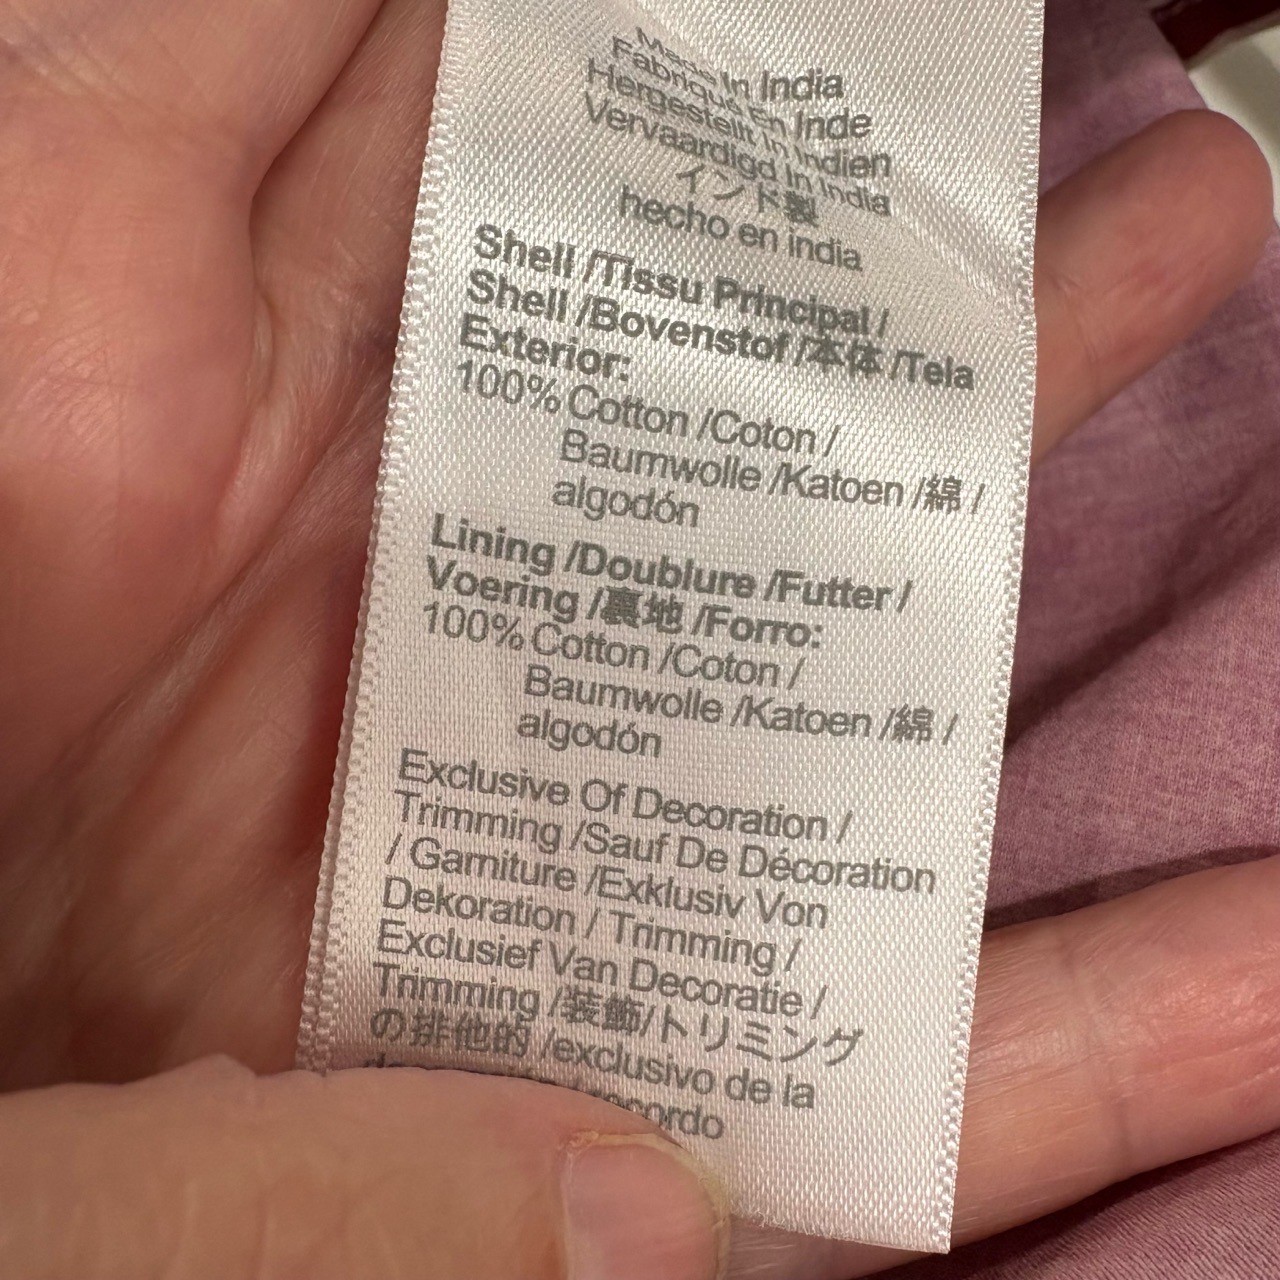 Made In India
Fabriqué En Inde
Hergestellt In Indien
Vervaardigd In India
インド製
hecho en india
Shell /Tissu Principal /
Shell /Bovenstof /本体 /Tela
Exterior:
100% Cotton /Coton /
Baumwolle /Katoen /綿 /
algodón
Lining /Doublure /Futter /
Voering /裏地 /Forro:
100% Cotton /Coton /
Baumwolle /Katoen /綿 /
algodón
Exclusive Of Decoration /
Trimming /Sauf De Décoration
/ Garniture /Exklusiv Von
Dekoration / Trimming /
Exclusief Van Decoratie /
Trimming /装飾/トリミング
の排他的 /exclusivo de la